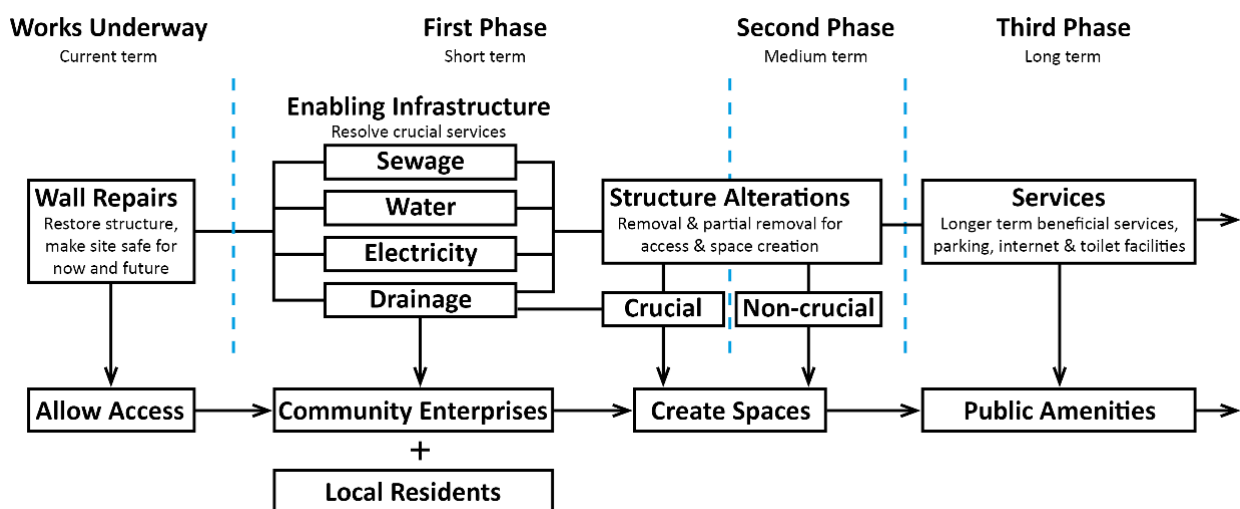 Works Underway
Current term
First Phase
Short term
Second Phase
Medium term
Third Phase
Long term
Enabling Infrastructure
Resolve crucial services
Sewage
Water
Electricity
Drainage
Wall Repairs
Restore structure,
make site safe for
now and future
Structure Alterations
Removal & partial removal for
access & space creation
Crucial
Non-crucial
Services
Longer term beneficial services,
parking, internet & toilet facilities
Allow Access
Community Enterprises
+
Local Residents
Create Spaces
Public Amenities